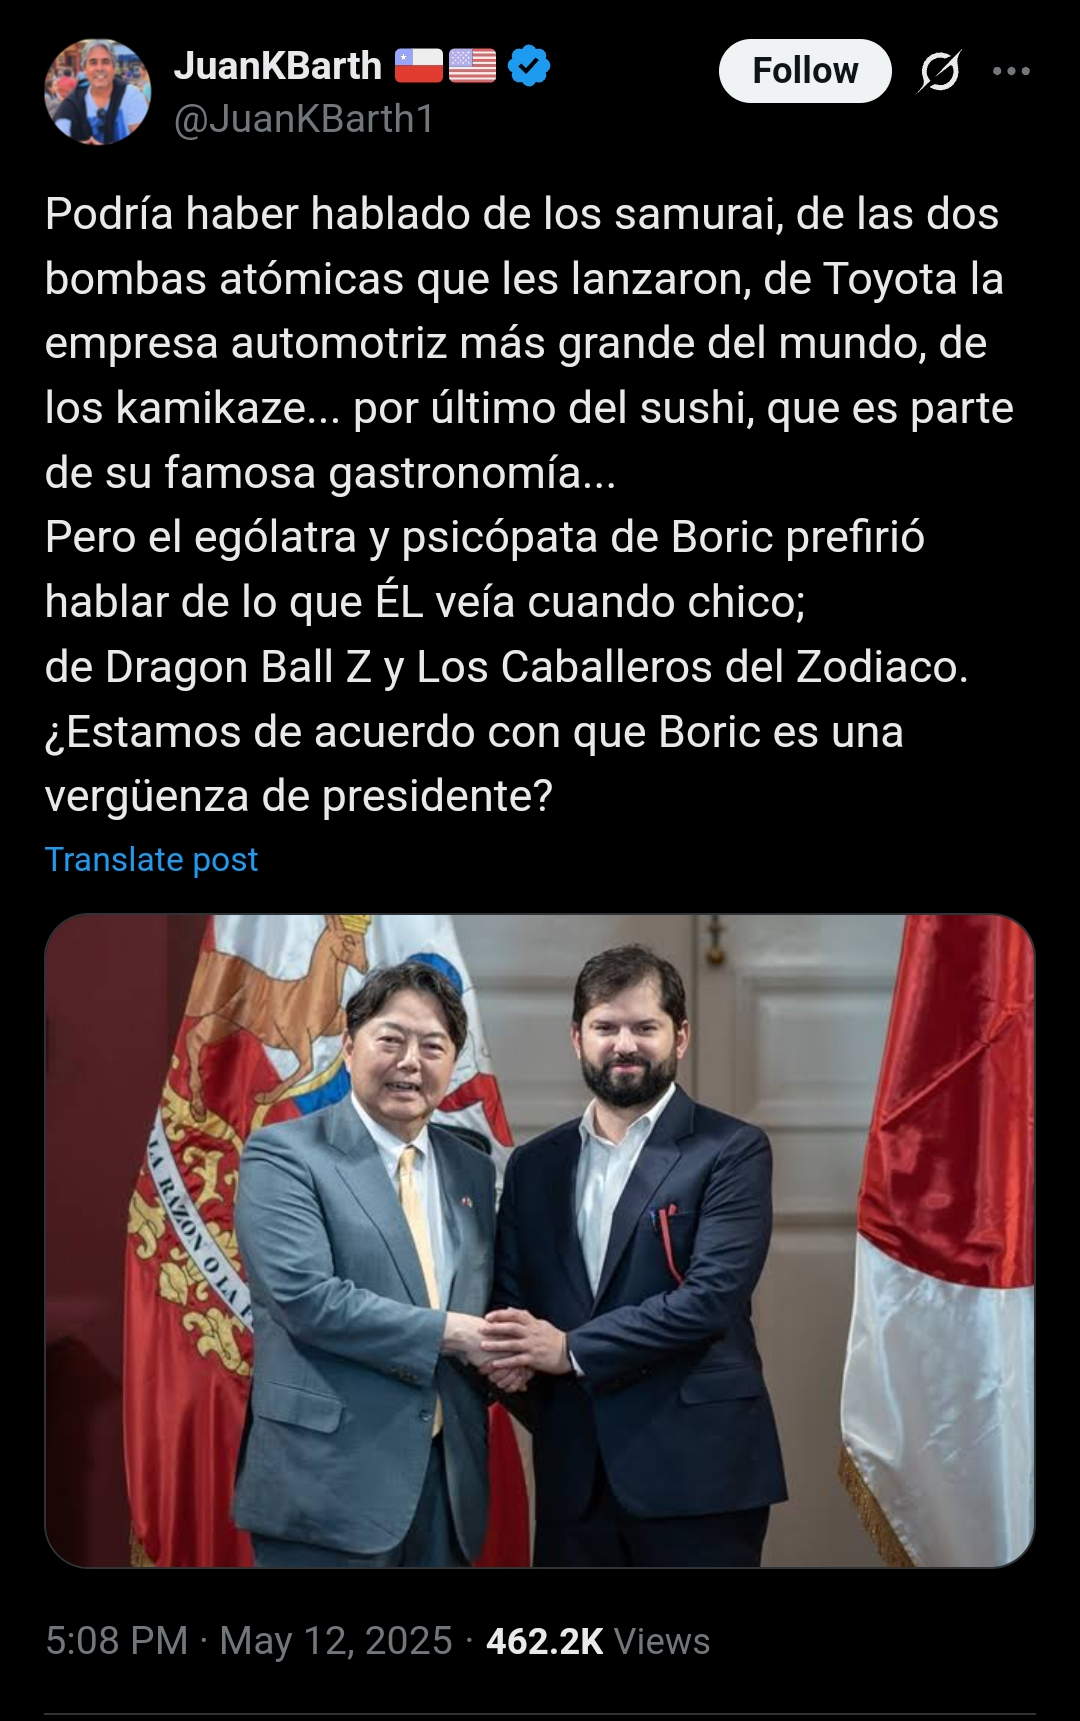 JuanKBarth
@JuanKBarth1
Follow
Podría haber hablado de los samurai, de las dos
bombas atómicas que les lanzaron, de Toyota la
empresa automotriz más grande del mundo, de
los kamikaze... por último del sushi, que es parte
de su famosa gastronomía...
Pero el ególatra y psicópata de Boric prefirió
hablar de lo que ÉL veía cuando chico;
de Dragon Ball Z y Los Caballeros del Zodiaco.
¿Estamos de acuerdo con que Boric es una
vergüenza de presidente?
Translate post
LA RAZON O LA F
5:08 PM · May 12, 2025 · 462.2K Views